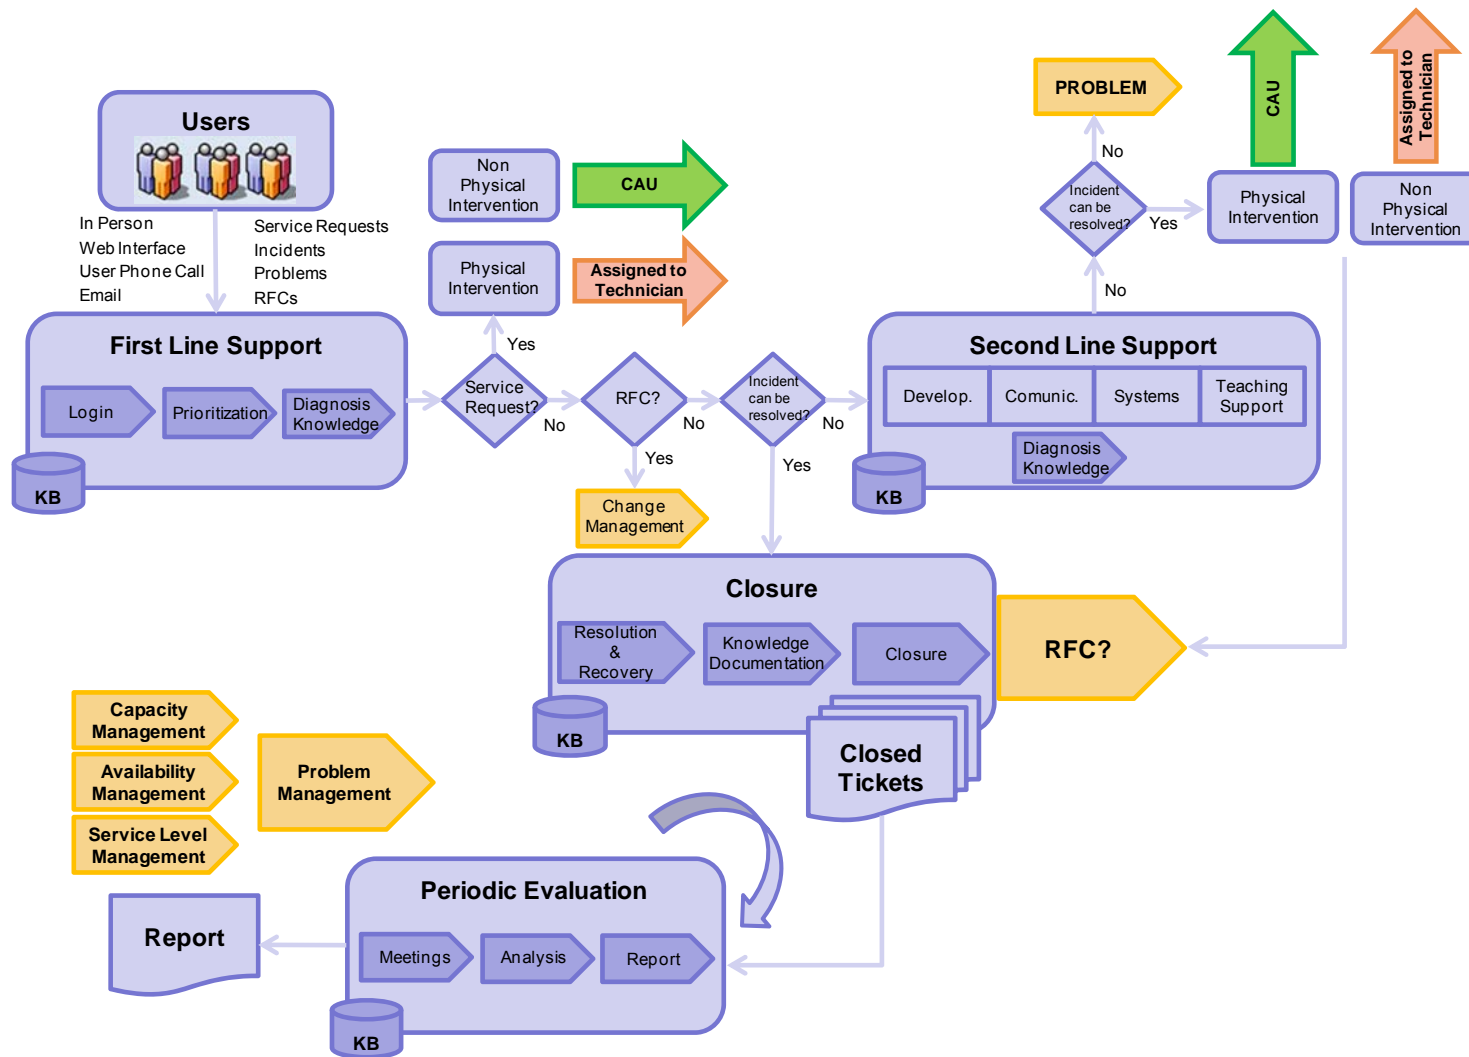 Users
In Person
Web Interface
User Phone Call
Email
Service Requests
Incidents
Problems
RFCs
Non
Physical
Intervention
CAU
Physical
Intervention
Assigned to
Technician
PROBLEM
No
Incident
can be
resolved?
Yes
CAU
Assigned to
Technician
Physical
Intervention
Non
Physical
Intervention
No
First Line Support
Login
Prioritization
Diagnosis
Knowledge
KB
Yes
Service
Request?
No
RFC?
No
Yes
Incident
can be
resolved?
No
Yes
Second Line Support
Develop.
Comunic.
Systems
Teaching
Support
Diagnosis
Knowledge
KB
Change
Management
Closure
Resolution
&
Recovery
Knowledge
Documentation
Closure
KB
RFC?
Closed
Tickets
Capacity
Management
Availability
Management
Service Level
Management
Problem
Management
Periodic Evaluation
Meetings
Analysis
Report
KB
Report